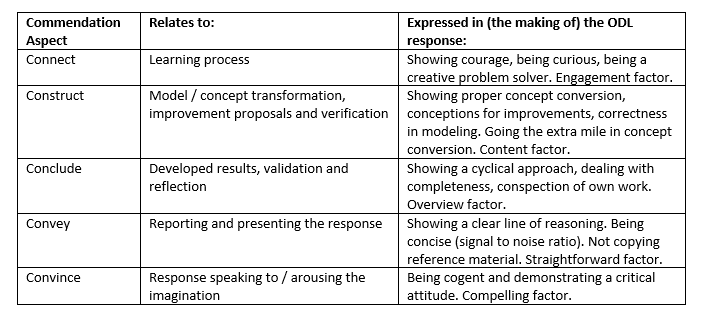 Commendation Aspect Relates to: Expressed in (the making of) the ODL response:
Connect Learning process Showing courage, being curious, being a
creative problem solver. Engagement factor.
Construct Model / concept transformation, Showing proper concept conversion,
improvement proposals and verification conceptions for improvements, correctness
in modeling. Going the extra mile in concept
conversion. Content factor.
Conclude Developed results, validation and Showing a cyclical approach, dealing with
reflection completeness, conspection of own work.
Overview factor.
Convey Reporting and presenting the response Showing a clear line of reasoning. Being
concise (signal to noise ratio). Not copying
reference material. Straightforward factor.
Convince Response speaking to / arousing the Being cogent and demonstrating a critical
imagination attitude. Compelling factor.